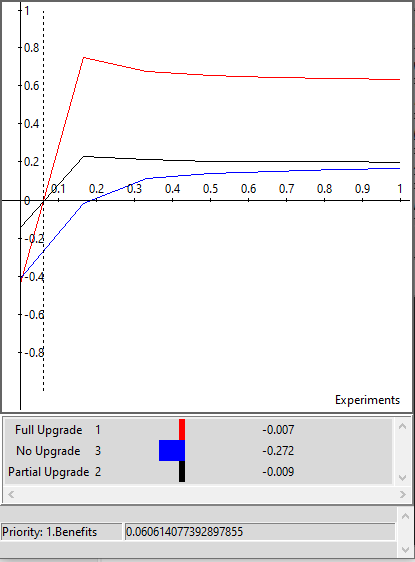 1
0.8
0.6
0.4
0.2
0.1 0.2 0.3 0.4 0.5 0.6 0.7 0.8 0.9 1
0
-0.2
-0.4
-0.6
-0.8
Experiments
Full Upgrade 1 -0.007
No Upgrade 3 -0.272
Partial Upgrade 2 -0.009
Priority: 1.Benefits 0.060614077392897855